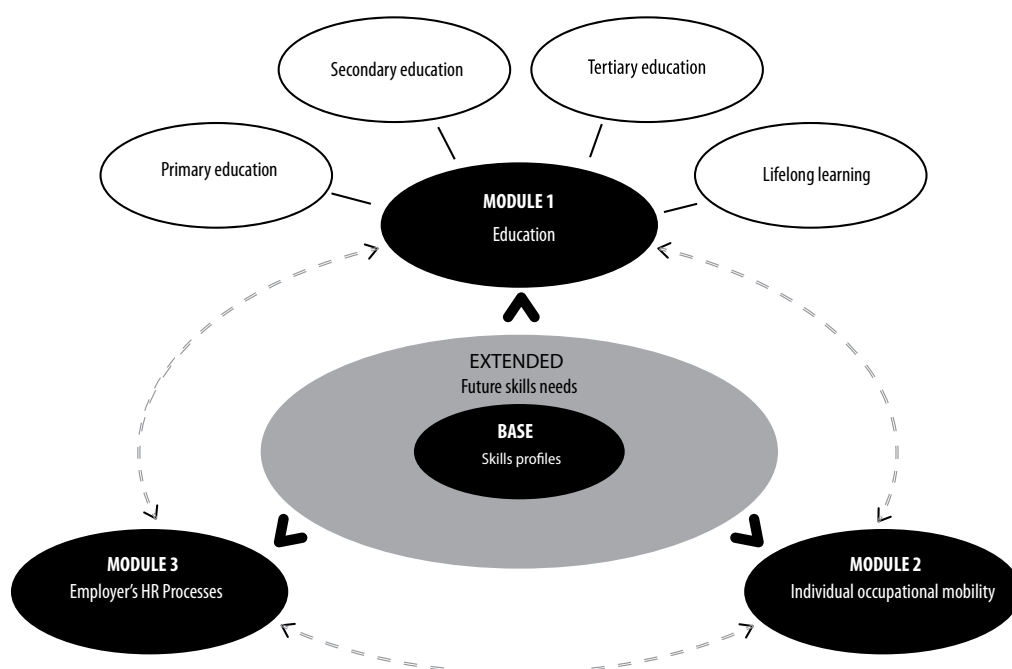 Secondary education
Tertiary education
Primary education
Lifelong learning
MODULE 1
Education
EXTENDED
Future skills needs
BASE
Skills profiles
MODULE 3
Employer's HR Processes
MODULE 2
Individual occupational mobility